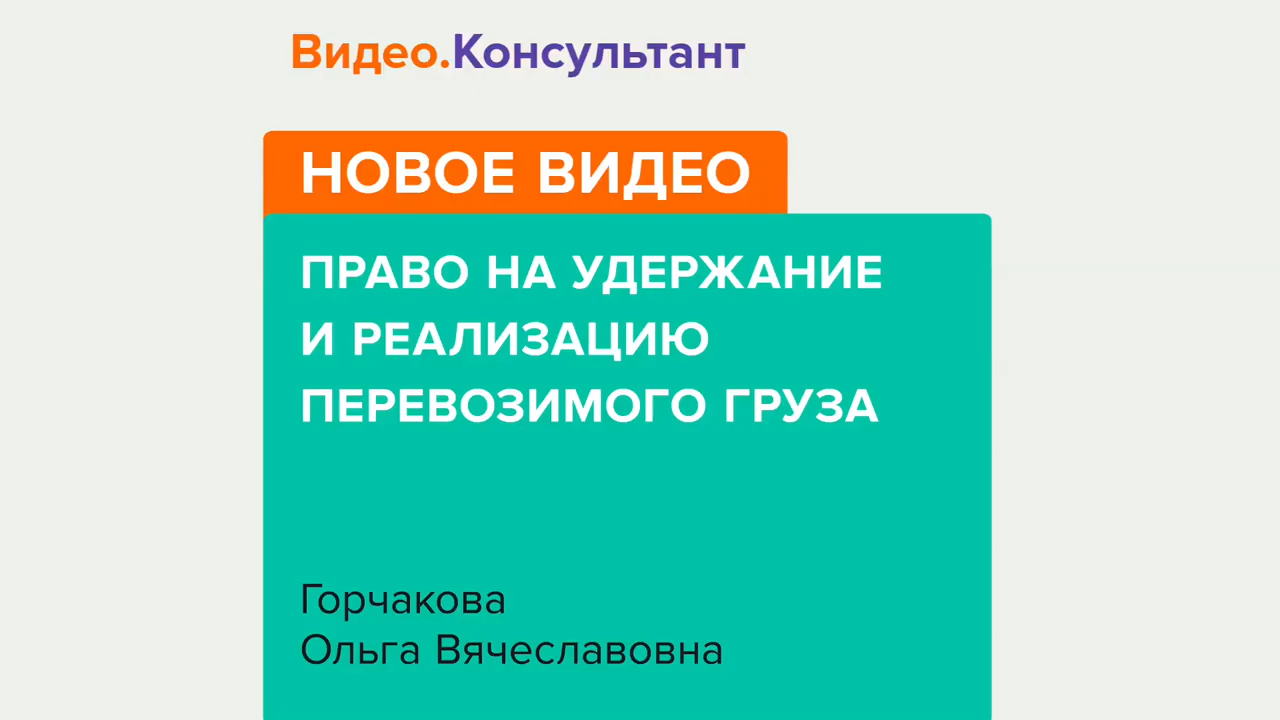 Видео.Консультант
НОВОЕ ВИДЕО
ПРАВО НА УДЕРЖАНИЕ
И РЕАЛИЗАЦИЮ
ПЕРЕВОЗИМОГО ГРУЗА
Горчакова
Ольга Вячеславовна